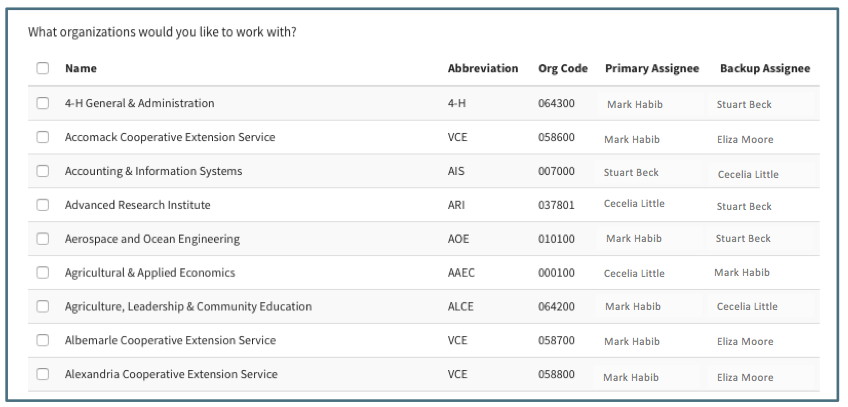 What organizations would you like to work with?
Name Abbreviation Org Code Primary Assignee Backup Assignee
4-H General & Administration 4-H 064300 Mark Habib Stuart Beck
Accomack Cooperative Extension Service VCE 058600 Mark Habib Eliza Moore
Accounting & Information Systems AIS 007000 Stuart Beck Cecelia Little
Advanced Research Institute ARI 037801 Cecelia Little Stuart Beck
Aerospace and Ocean Engineering AOE 010100 Mark Habib Stuart Beck
Agricultural & Applied Economics AAEC 000100 Cecelia Little Mark Habib
Agriculture, Leadership & Community Education ALCE 064200 Mark Habib Cecelia Little
Albemarle Cooperative Extension Service VCE 058700 Mark Habib Eliza Moore
Alexandria Cooperative Extension Service VCE 058800 Mark Habib Eliza Moore